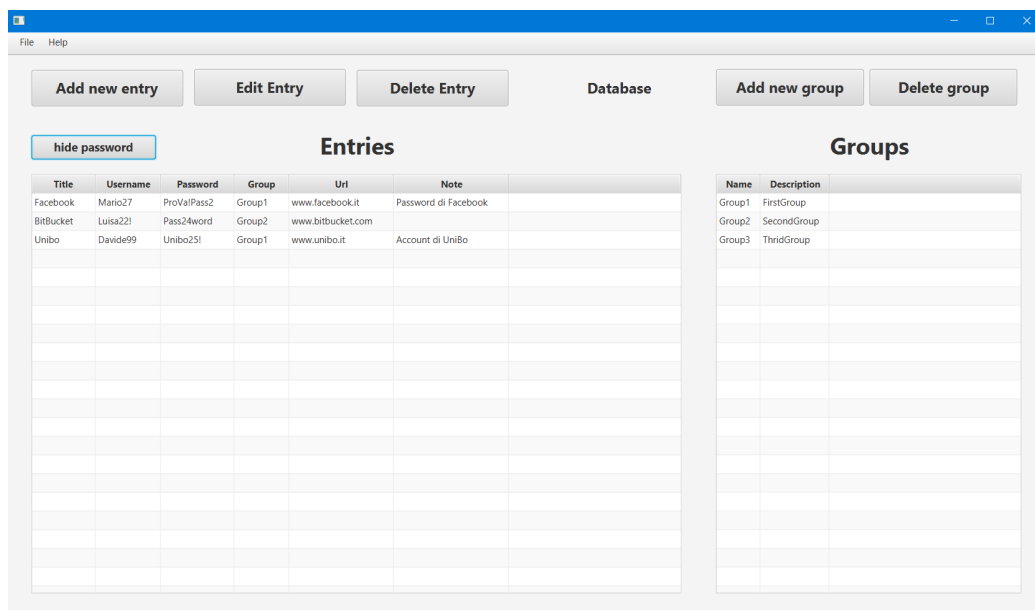 File Help
Add new entry Edit Entry Delete Entry Database Add new group Delete group
hide password Entries Groups
Title Username Password Group Url Note
Facebook Mario27 ProVa!Pass2 Group1 www.facebook.it Password di Facebook
BitBucket Luisa22! Pass24word Group2 www.bitbucket.com
Unibo Davide99 Unibo25! Group1 www.unibo.it Account di UniBo
Name Description
Group1 FirstGroup
Group2 SecondGroup
Group3 ThridGroup